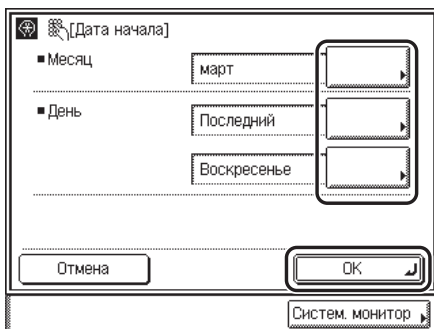 [Дата начала]
▪Месяц
март
▪День
Последний
Воскресенье
Отмена
OK
Систем. монитор